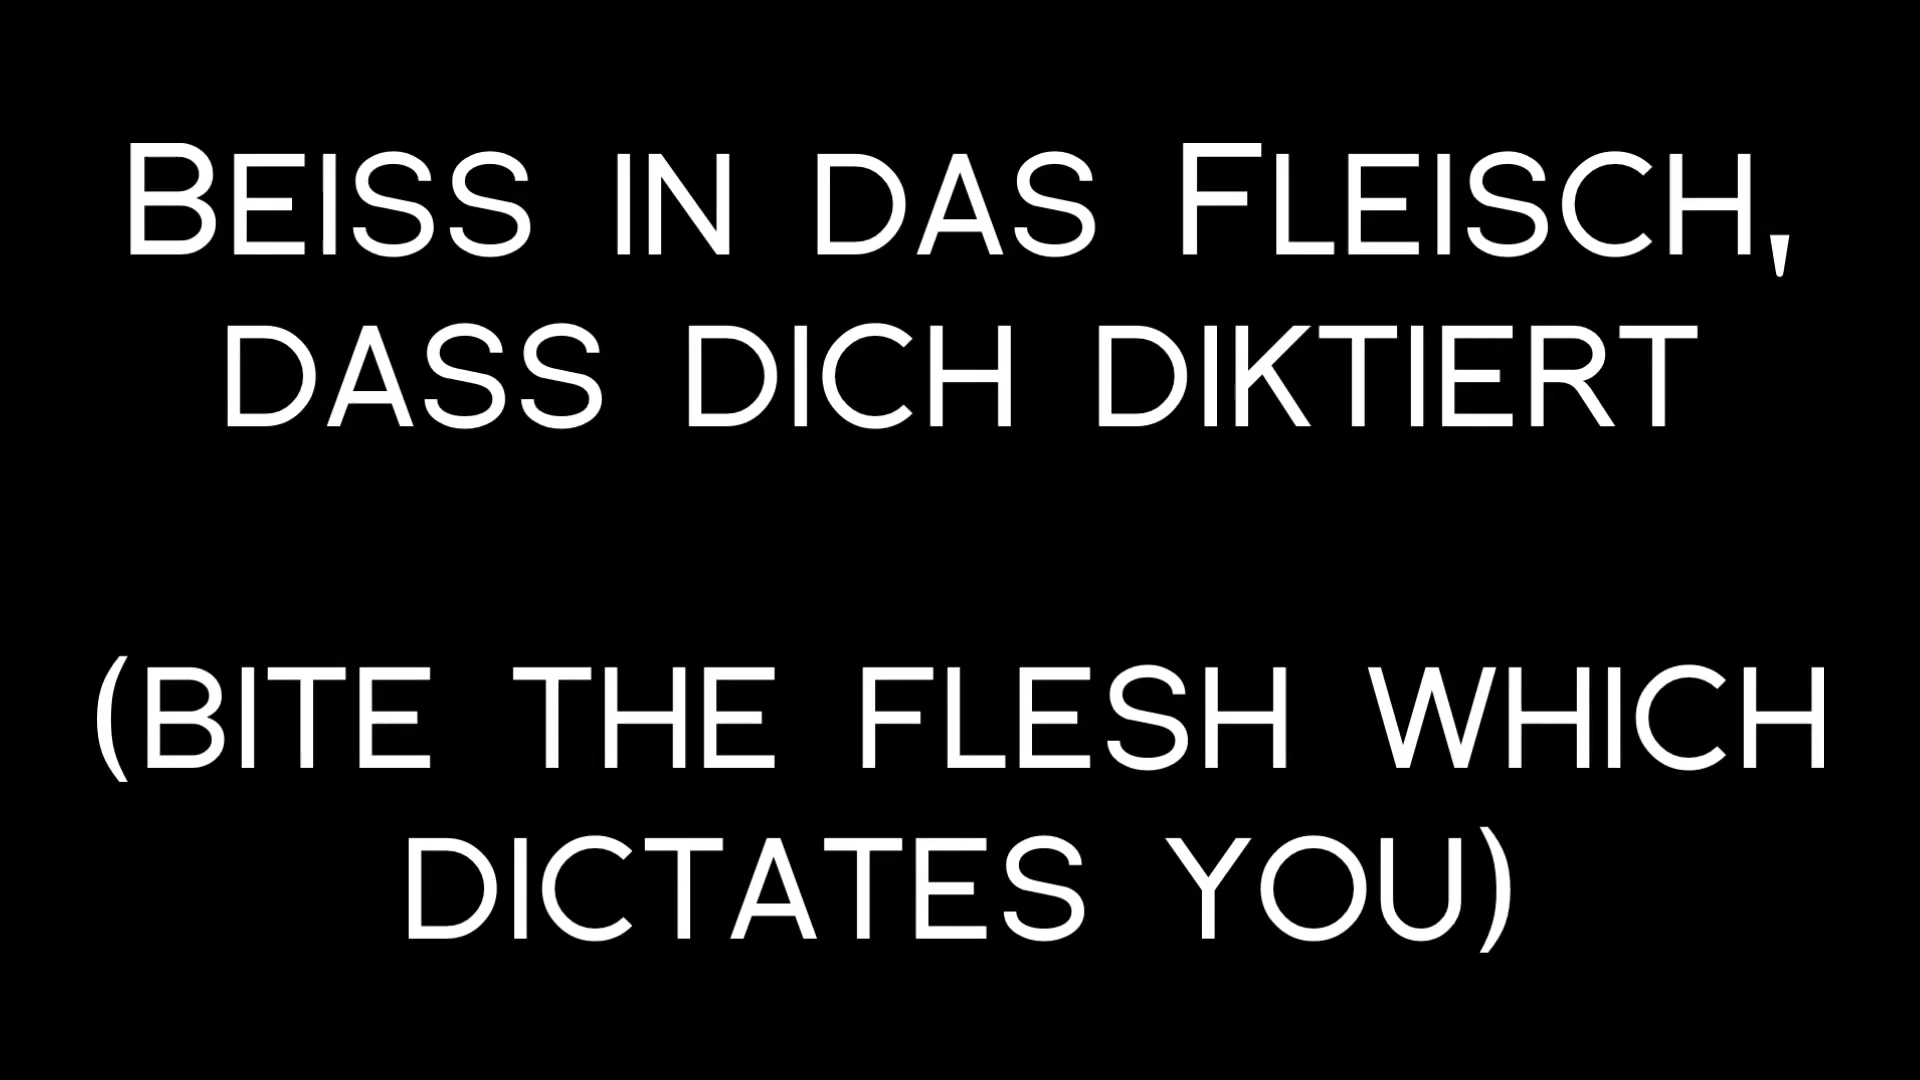 Beiss in das Fleisch,
dass dich diktiert
(bite the flesh which
dictates you)